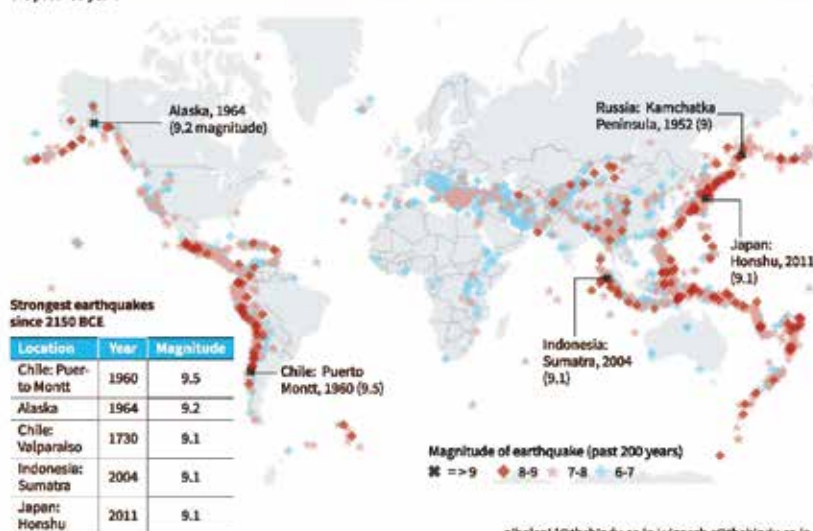 Alaska, 1964
(9.2 magnitude)
Russia: Kamchatka
Peninsula, 1952 (9)
Japan:
Honshu, 2011
(9.1)
Indonesia:
Sumatra, 2004
(9.1)
Chile: Puerto
Montt, 1960 (9.5)
Strongest earthquakes
since 2150 BCE
Location Year Magnitude
Chile: Puer-
to Montt 1960 9.5
Alaska 1964 9.2
Chile:
Valparaiso 1730 9.1
Indonesia:
Sumatra 2004 9.1
Japan:
Honshu 2011 9.1
Magnitude of earthquake (past 200 years)
=>9 8-9 7-8 6-7